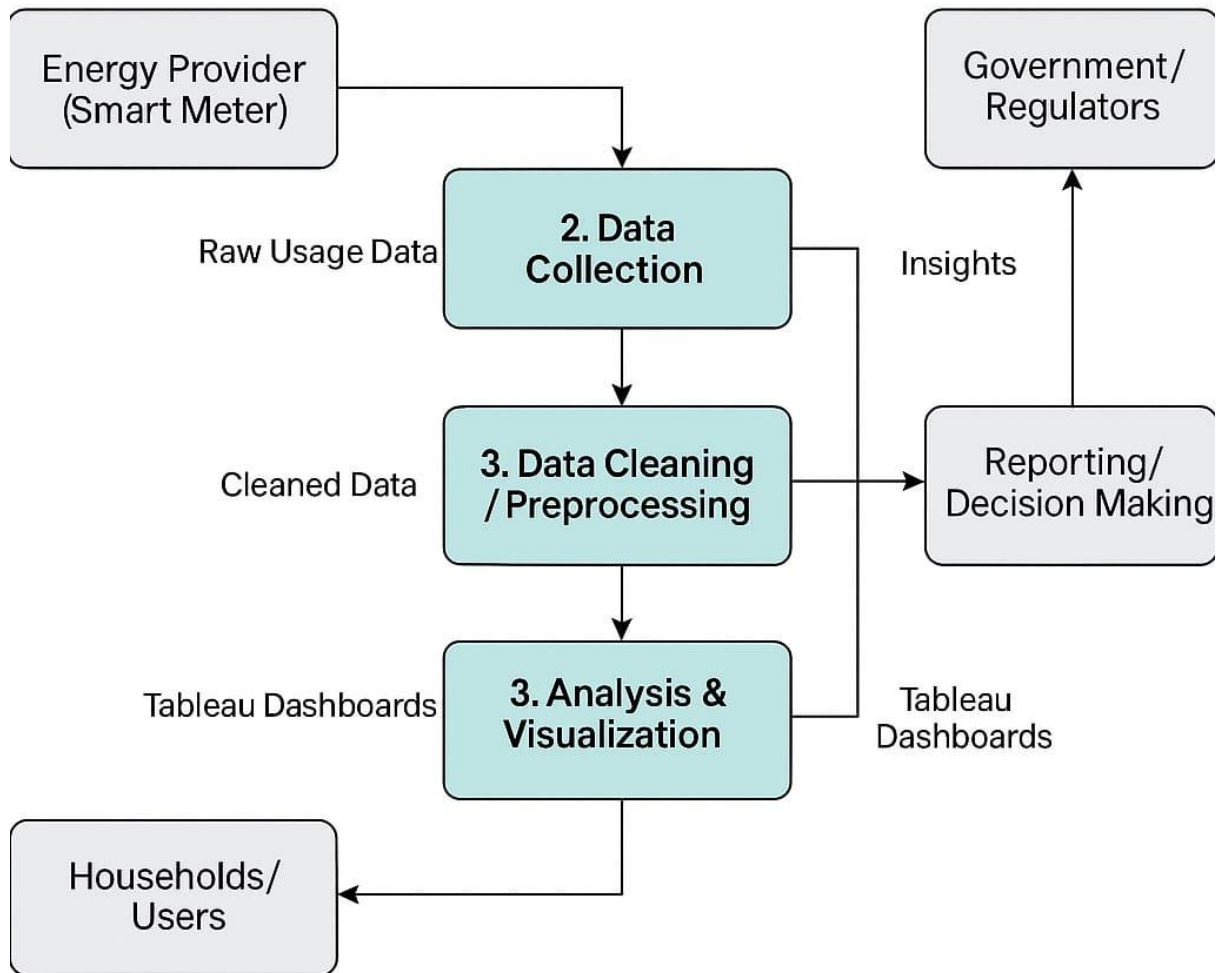 Energy Provider
(Smart Meter)
Government/
Regulators
2. Data
Collection
Raw Usage Data
Insights
3. Data Cleaning
/ Preprocessing
Cleaned Data
Reporting/
Decision Making
3. Analysis &
Visualization
Tableau Dashboards
Tableau
Dashboards
Households/
Users